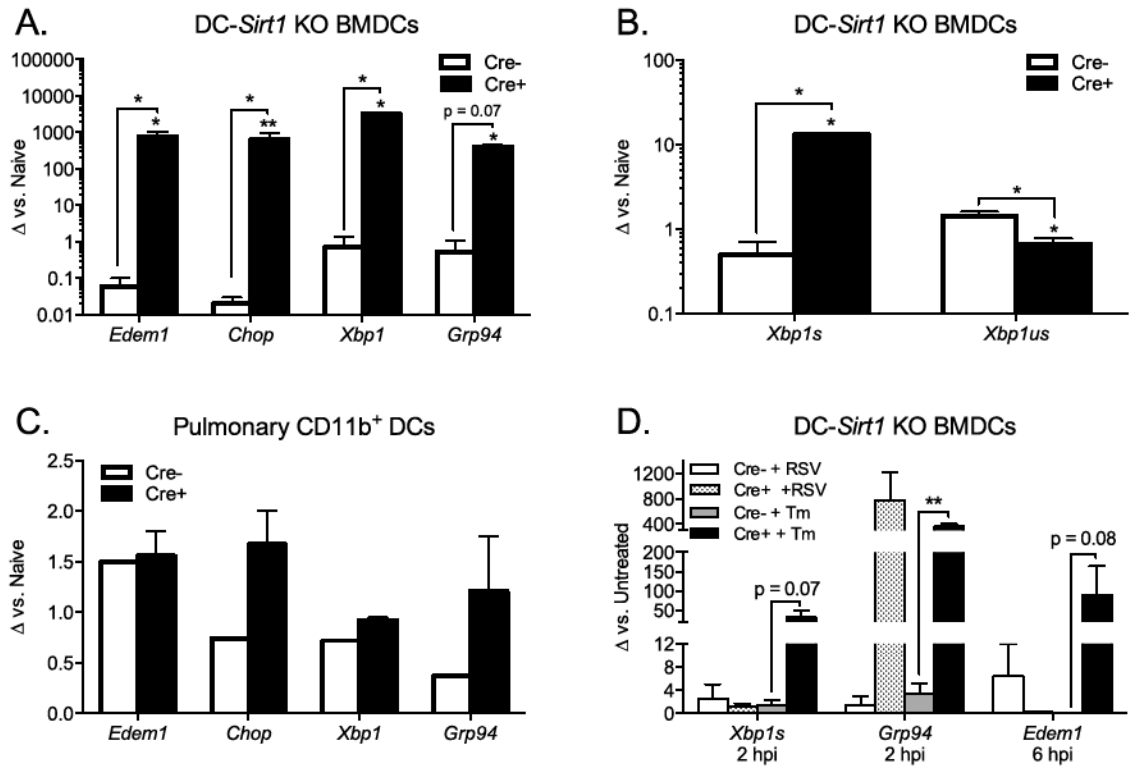 A.
DC-Sirt1 KO BMDCs
Δ vs. Naive
100000
10000
1000
100
10
1
0.1
0.01
Cre-
Cre+
*
*
*
**
*
*
p = 0.07
*
Edem1
Chop
Xbp1
Grp94
B.
DC-Sirt1 KO BMDCs
Δ vs. Naive
100
10
1
0.1
Cre-
Cre+
*
*
*
*
Xbp1s
Xbp1us
C.
Pulmonary CD11b+ DCs
Δ vs. Naive
2.5
2.0
1.5
1.0
0.5
0.0
Cre-
Cre+
Edem1
Chop
Xbp1
Grp94
D.
DC-Sirt1 KO BMDCs
Δ vs. Untreated
1200
800
400
200
150
100
50
12
8
4
0
Cre- + RSV
Cre+ +RSV
Cre- + Tm
Cre+ + Tm
p = 0.07
**
p = 0.08
Xbp1s
2 hpi
Grp94
2 hpi
Edem1
6 hpi